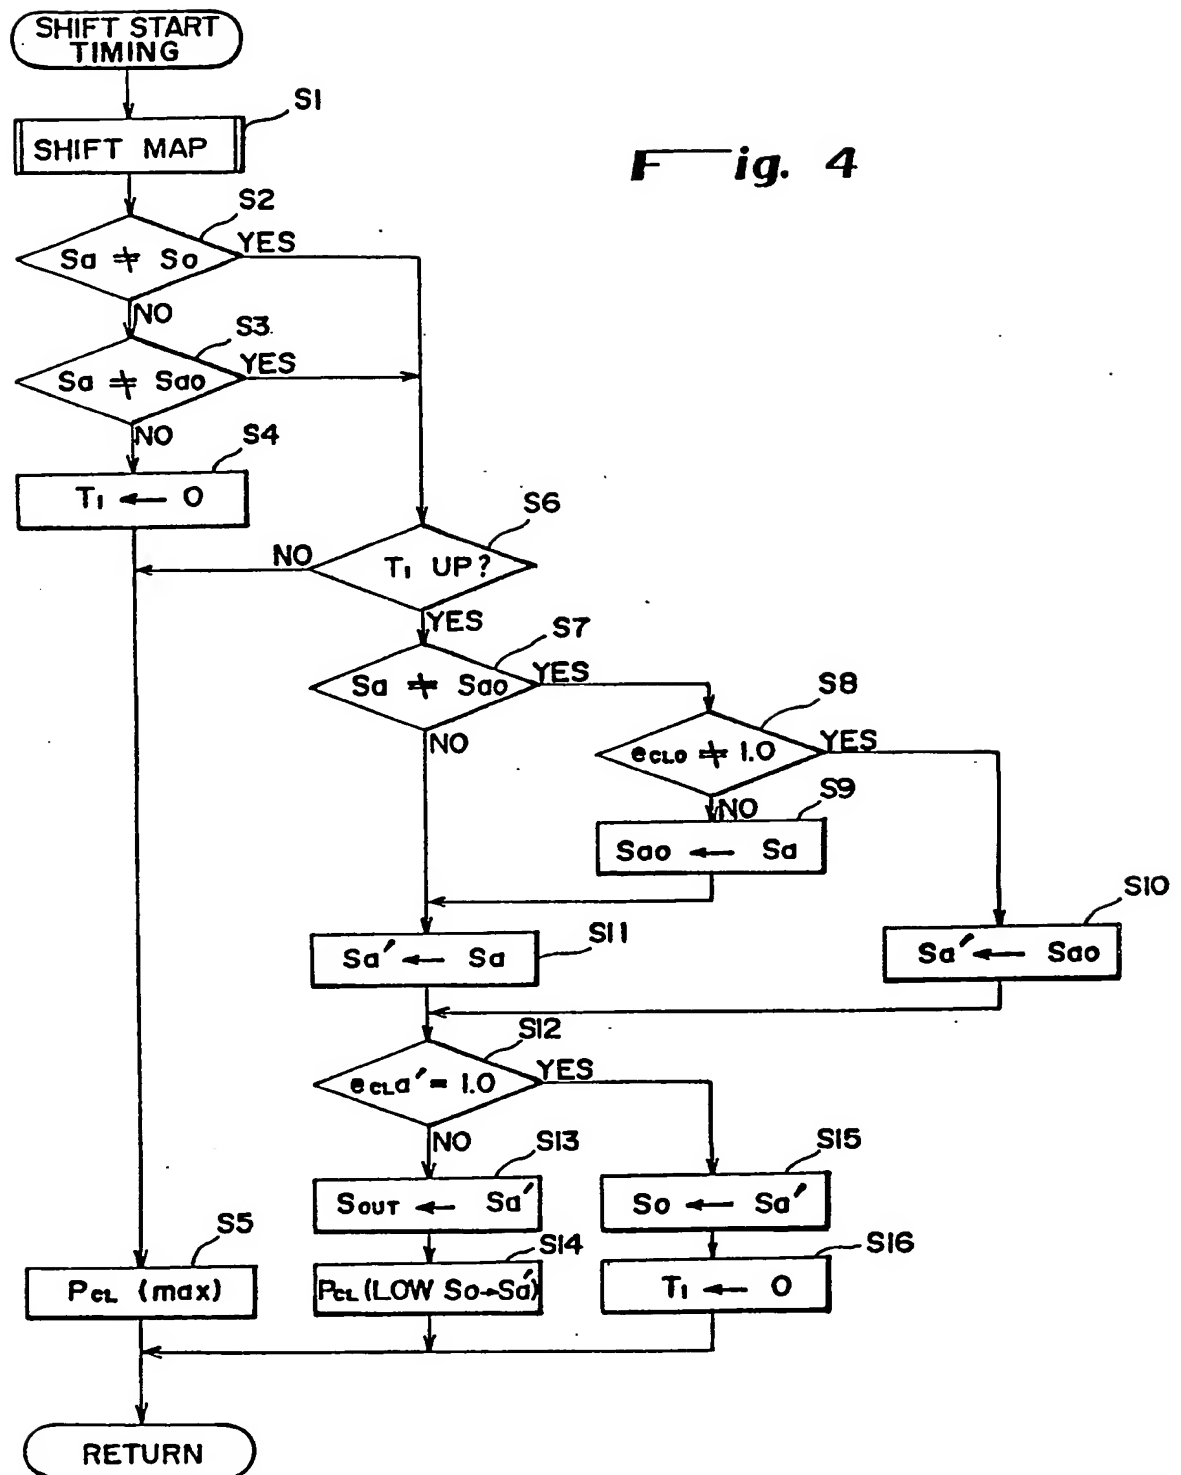 SHIFT START
TIMING
S1
SHIFT MAP
Fig. 4
S2
Sa ≠ So
YES
NO
S3
Sa ≠ Sao
YES
NO
S4
T₁ ← 0
S6
T₁ UP?
NO
YES
S7
Sa ≠ Sao
YES
NO
S8
eCLO ≠ 1.0
YES
NO
S9
Sao ← Sa
S10
Sa′ ← Sao
S11
Sa′ ← Sa
S12
eCLa′ = 1.0
YES
NO
S13
SOUT ← Sa′
S14
PCL (LOW So→Sa′)
S15
So ← Sa′
S16
T₁ ← 0
S5
PCL (max)
RETURN